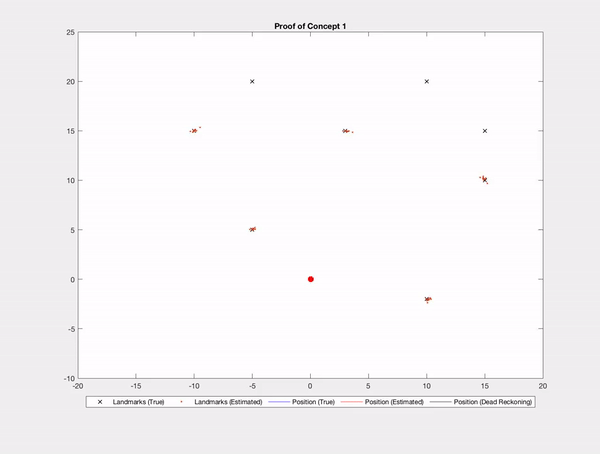 Proof of Concept 1
25
20
15
10
5
0
-5
-10
-20 -15 -10 -5 0 5 10 15 20
Landmarks (True) Landmarks (Estimated) Position (True) Position (Estimated) Position (Dead Reckoning)